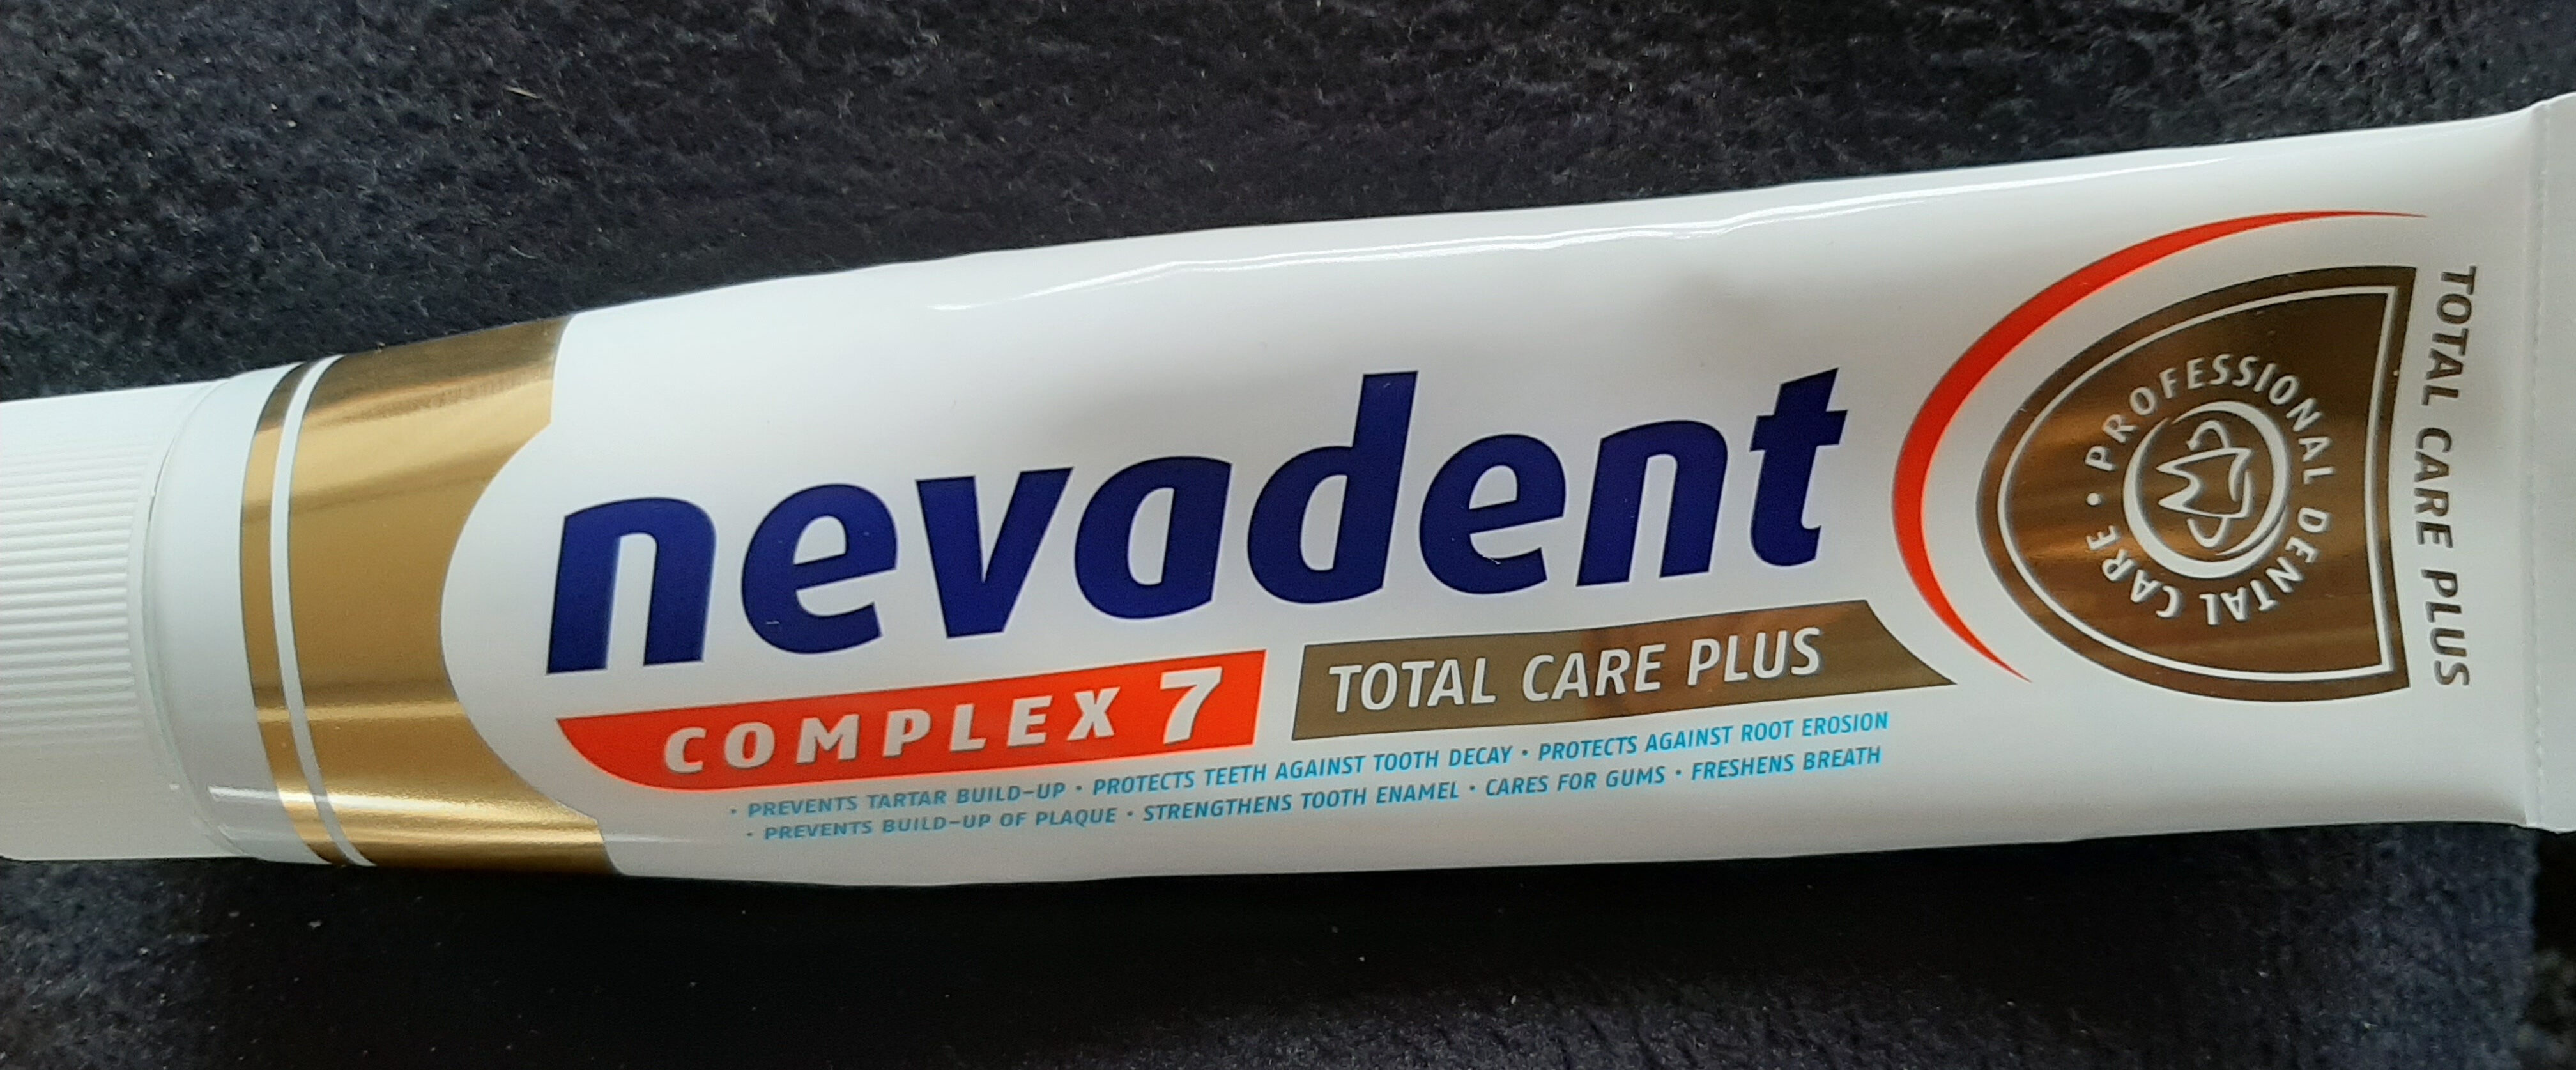 nevadent
COMPLEX 7 TOTAL CARE PLUS
• PREVENTS TARTAR BUILD-UP • PROTECTS TEETH AGAINST TOOTH DECAY • PROTECTS AGAINST ROOT EROSION
• PREVENTS BUILD-UP OF PLAQUE • STRENGTHENS TOOTH ENAMEL • CARES FOR GUMS • FRESHENS BREATH
• PROFESSIONAL DENTAL CARE
TOTAL CARE PLUS